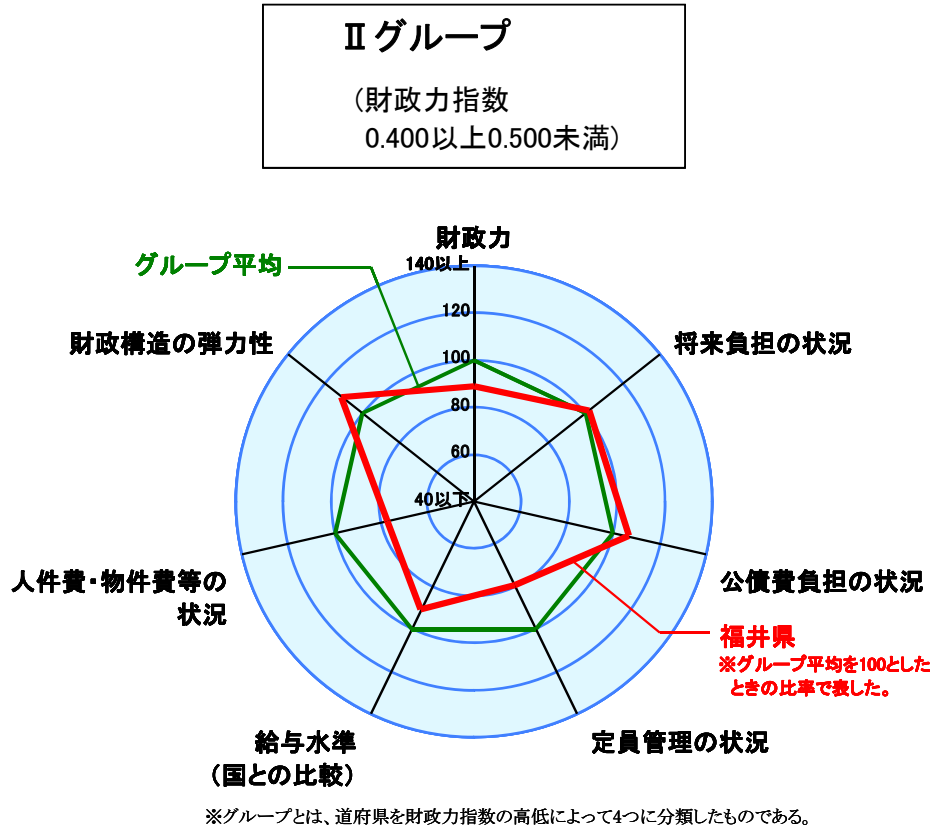 Ⅱグループ
(財政力指数
0.400以上0.500未満)
財政力
140以上
グループ平均
120
財政構造の弾力性
将来負担の状況
100
80
60
40以下
人件費・物件費等の
状況
公債費負担の状況
福井県
※グループ平均を100とした
ときの比率で表した。
給与水準
(国との比較)
定員管理の状況
※グループとは、道府県を財政力指数の高低によって4つに分類したものである。